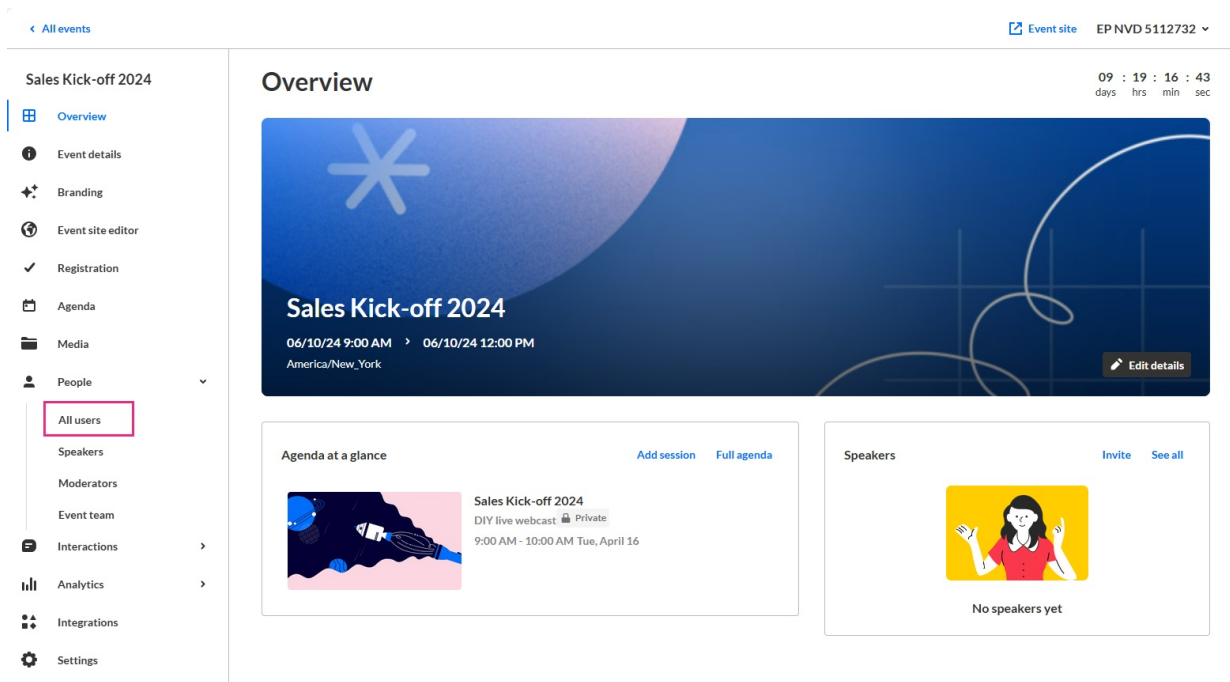 All events
Event site
EP NVD 5112732
Sales Kick-off 2024
Overview
Event details
Branding
Event site editor
Registration
Agenda
Media
People
All users
Speakers
Moderators
Event team
Interactions
Analytics
Integrations
Settings
Overview
09 : 19 : 16 : 43
days hrs min sec
Sales Kick-off 2024
06/10/24 9:00 AM > 06/10/24 12:00 PM
America/New_York
Edit details
Agenda at a glance
Add session
Full agenda
Sales Kick-off 2024
DIY live webcast Private
9:00 AM - 10:00 AM Tue, April 16
Speakers
Invite
See all
No speakers yet